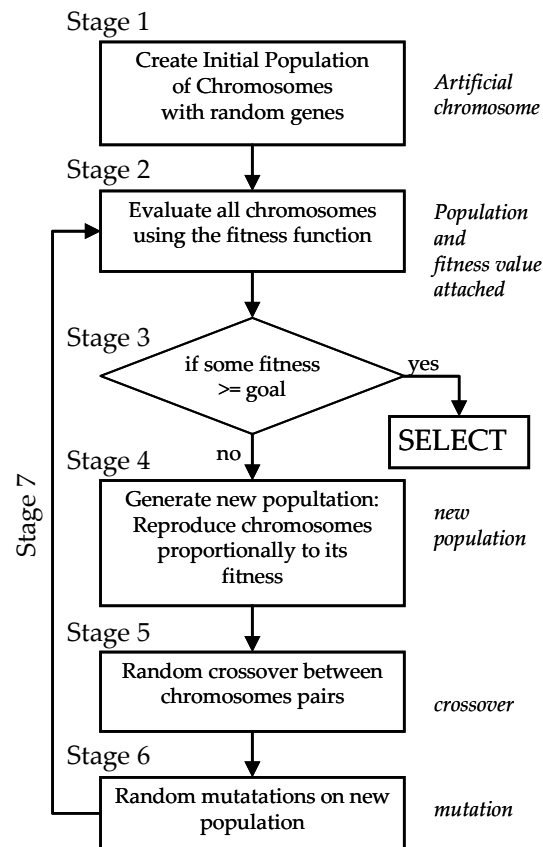 Stage 1
Create Initial Population
of Chromosomes
with random genes
Artificial
chromosome
Stage 2
Evaluate all chromosomes
using the fitness function
Population
and
fitness value
attached
Stage 3
if some fitness
>= goal
yes
SELECT
no
Stage 4
Generate new popultation:
Reproduce chromosomes
proportionally to its
fitness
new
population
Stage 7
Stage 5
Random crossover between
chromosomes pairs
crossover
Stage 6
Random mutatations on new
population
mutation